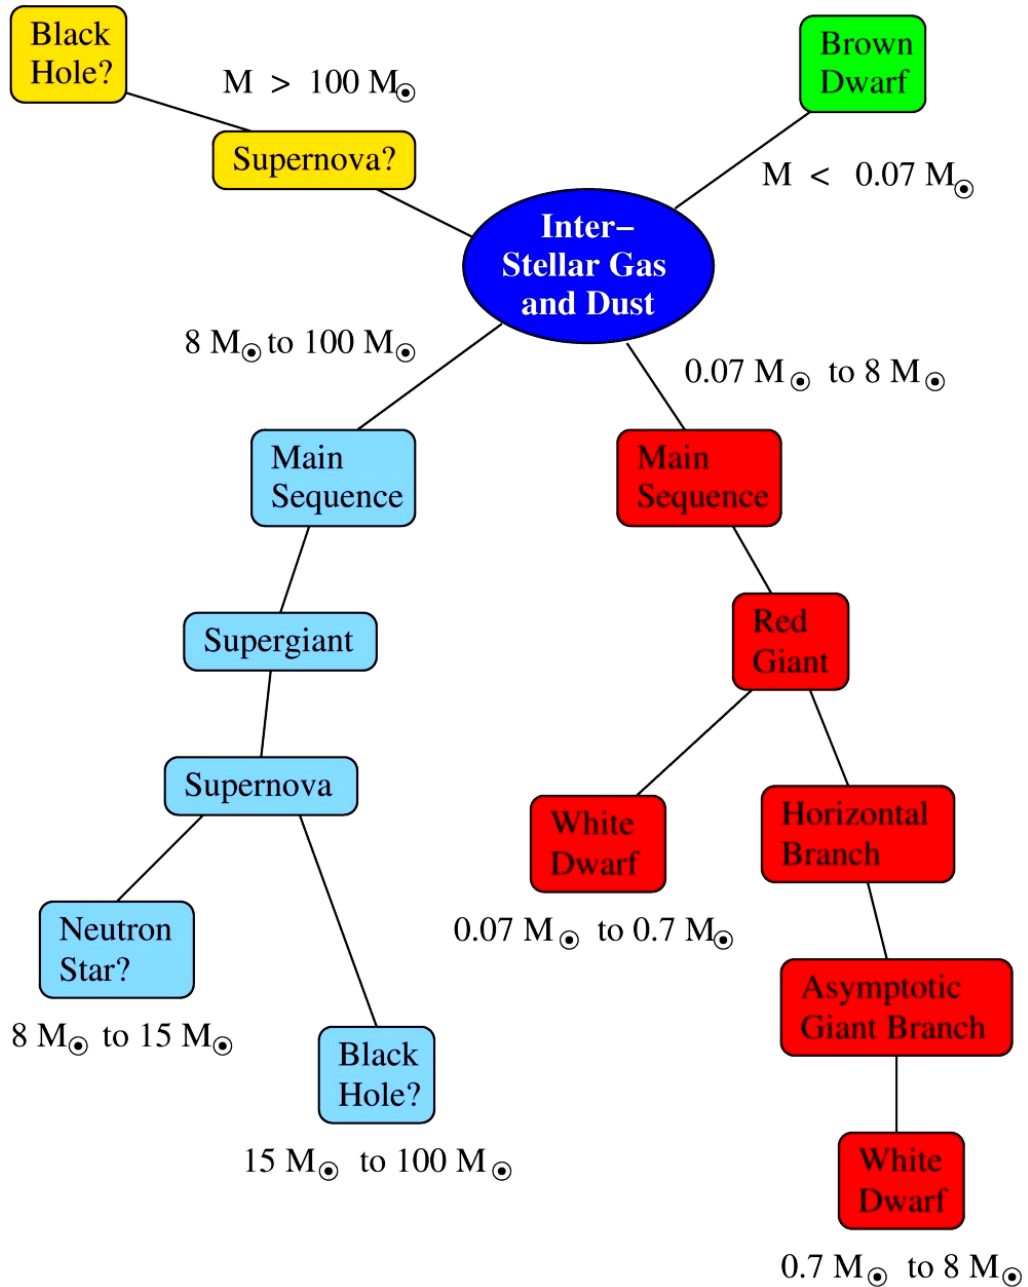 Black
Hole?
M > 100 M☉
Supernova?
Brown
Dwarf
M < 0.07 M☉
Inter–
Stellar Gas
and Dust
8 M☉ to 100 M☉
0.07 M☉ to 8 M☉
Main
Sequence
Main
Sequence
Supergiant
Red
Giant
Supernova
White
Dwarf
0.07 M☉ to 0.7 M☉
Horizontal
Branch
Neutron
Star?
8 M☉ to 15 M☉
Black
Hole?
15 M☉ to 100 M☉
Asymptotic
Giant Branch
White
Dwarf
0.7 M☉ to 8 M☉